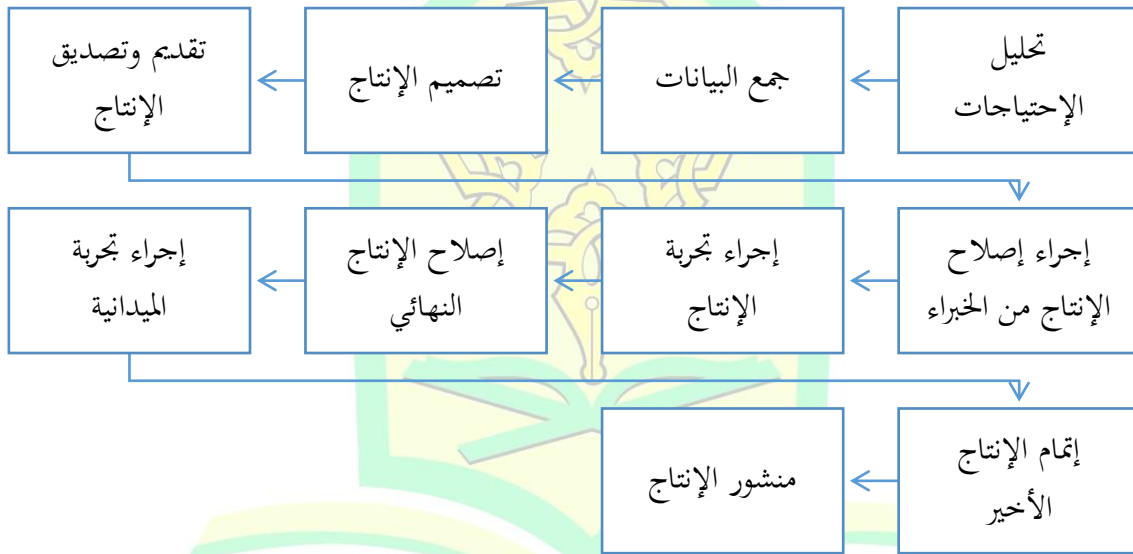 تحليل
الإحتياجات
جمع البيانات
تصميم الإنتاج
تقديم وتصديق
الإنتاج
إجراء إصلاح
الإنتاج من الخبراء
إجراء تجربة
الإنتاج
إصلاح الإنتاج
النهائي
إجراء تجربة
الميدانية
إتمام الإنتاج
الأخير
منشور الإنتاج